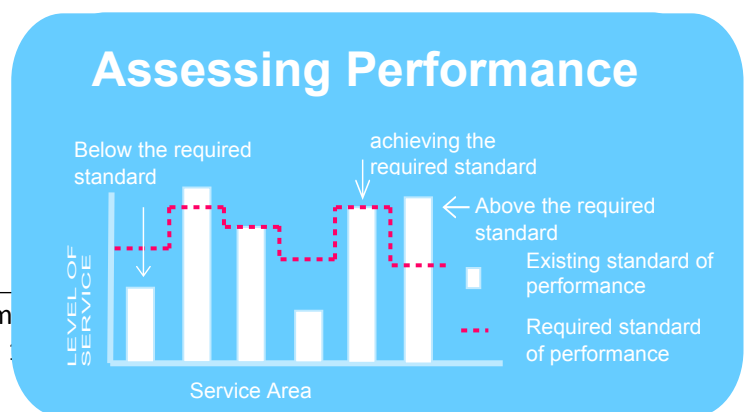 Assessing Performance
Below the required
standard
achieving the
required standard
Above the required
standard
Existing standard of
performance
Required standard
of performance
LEVEL OF
SERVICE
Service Area